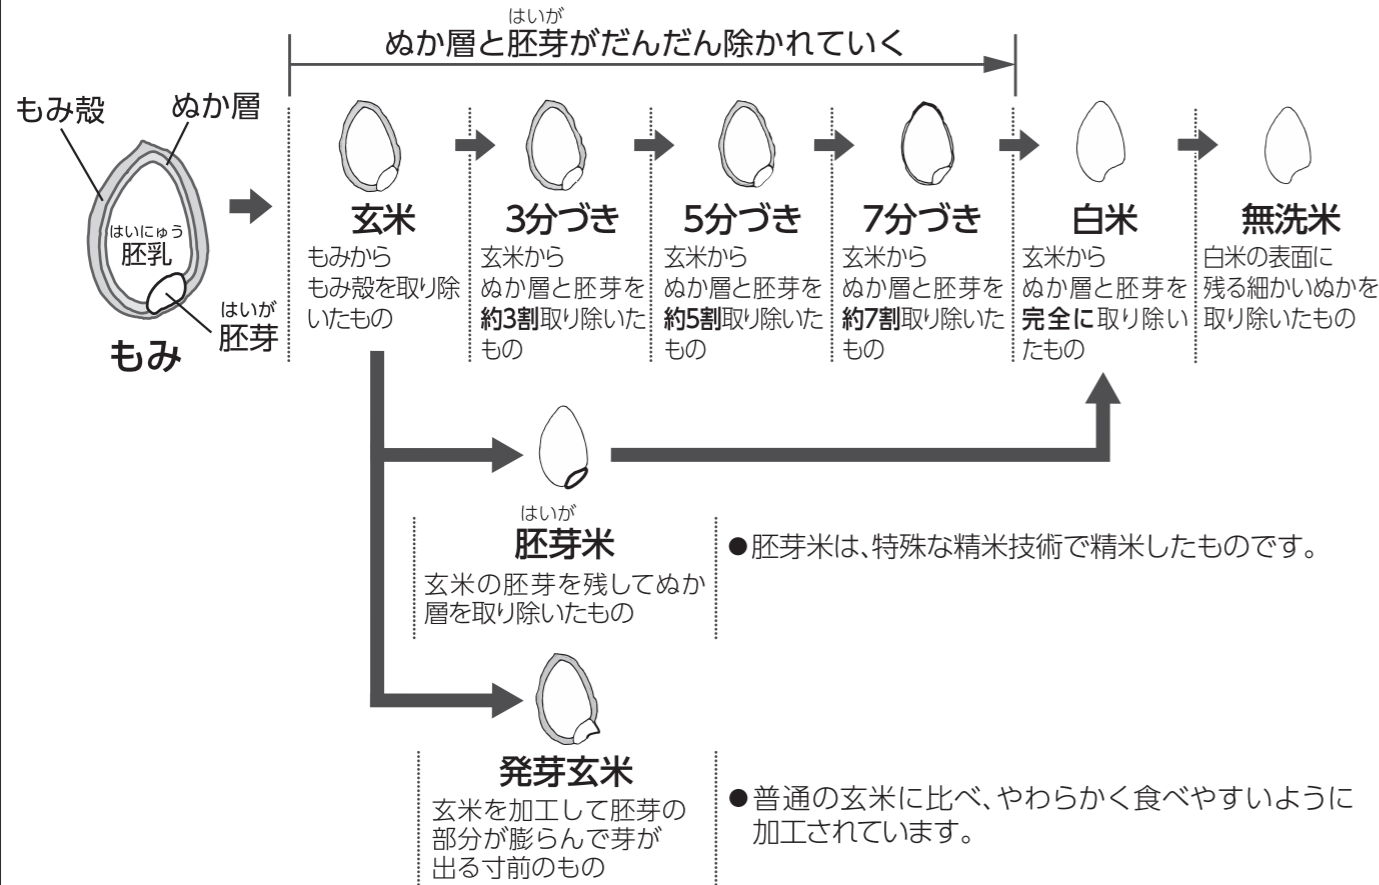 はいが
ぬか層と胚芽がだんだん除かれていく
もみ殻
ぬか層
はいにゅう
胚乳
はいが
胚芽
もみ
玄米
もみから
もみ殻を取り除
いたもの
3分づき
玄米から
ぬか層と胚芽を
約3割取り除いた
もの
5分づき
玄米から
ぬか層と胚芽を
約5割取り除いた
もの
7分づき
玄米から
ぬか層と胚芽を
約7割取り除いた
もの
白米
玄米から
ぬか層と胚芽を
完全に取り除い
たもの
無洗米
白米の表面に
残る細かいぬかを
取り除いたもの
はいが
胚芽米
玄米の胚芽を残してぬか
層を取り除いたもの
●胚芽米は、特殊な精米技術で精米したものです。
発芽玄米
玄米を加工して胚芽の
部分が膨らんで芽が
出る寸前のもの
●普通の玄米に比べ、やわらかく食べやすいように
加工されています。